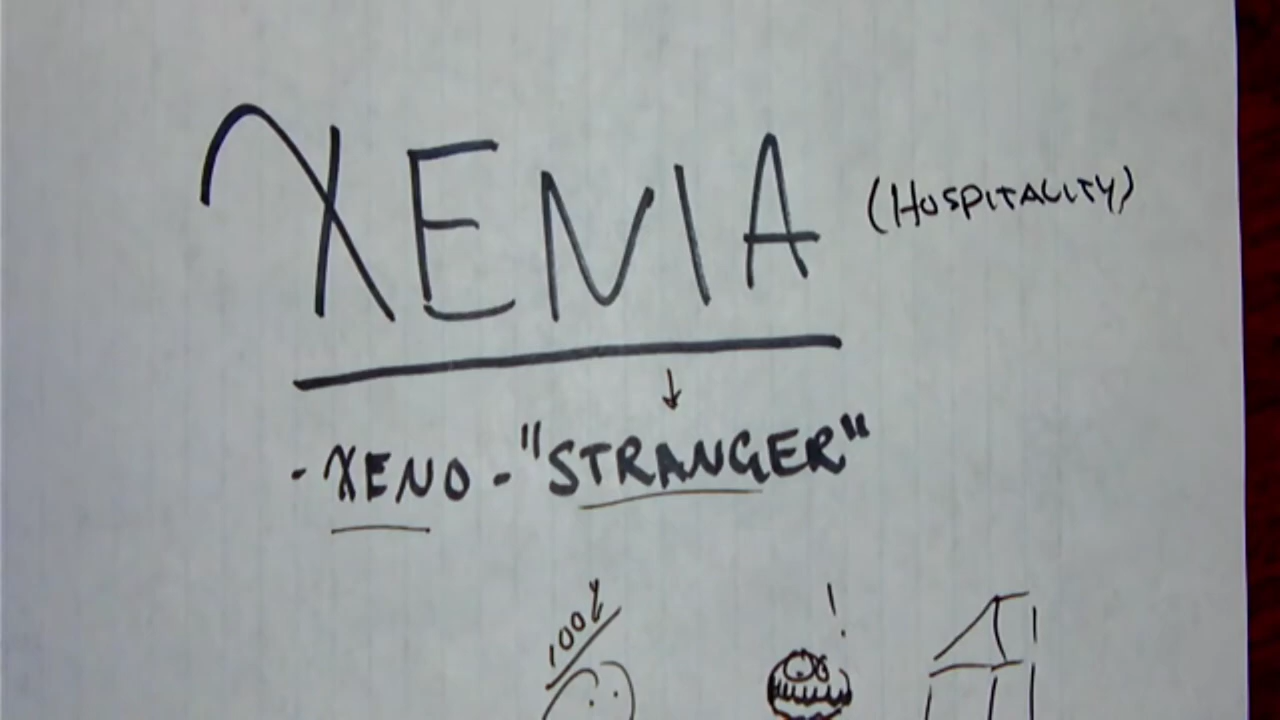 XENIA (HOSPITALITY)
- XENO - "STRANGER"
100%
!